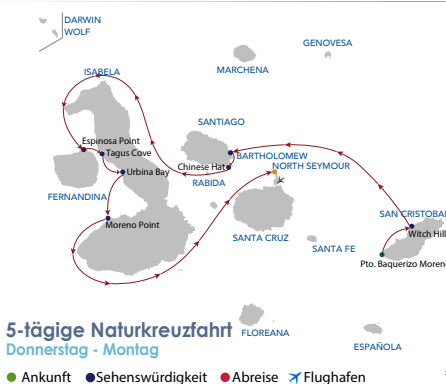 DARWIN
WOLF
GENOVESA
ISABELA
MARCHENA
SANTIAGO
Espinosa Point
Tagus Cove
BARTHOLOMEW
Chinese Hat
NORTH SEYMOUR
Urbina Bay
RABIDA
FERNANDINA
SAN CRISTOBAL
Moreno Point
Witch Hill
SANTA CRUZ
SANTA FE
Pto. Baquerizo Moreno
5-tägige Naturkreuzfahrt
FLOREANA
Donnerstag - Montag
ESPAÑOLA
Ankunft Sehenswürdigkeit Abreise Flughafen